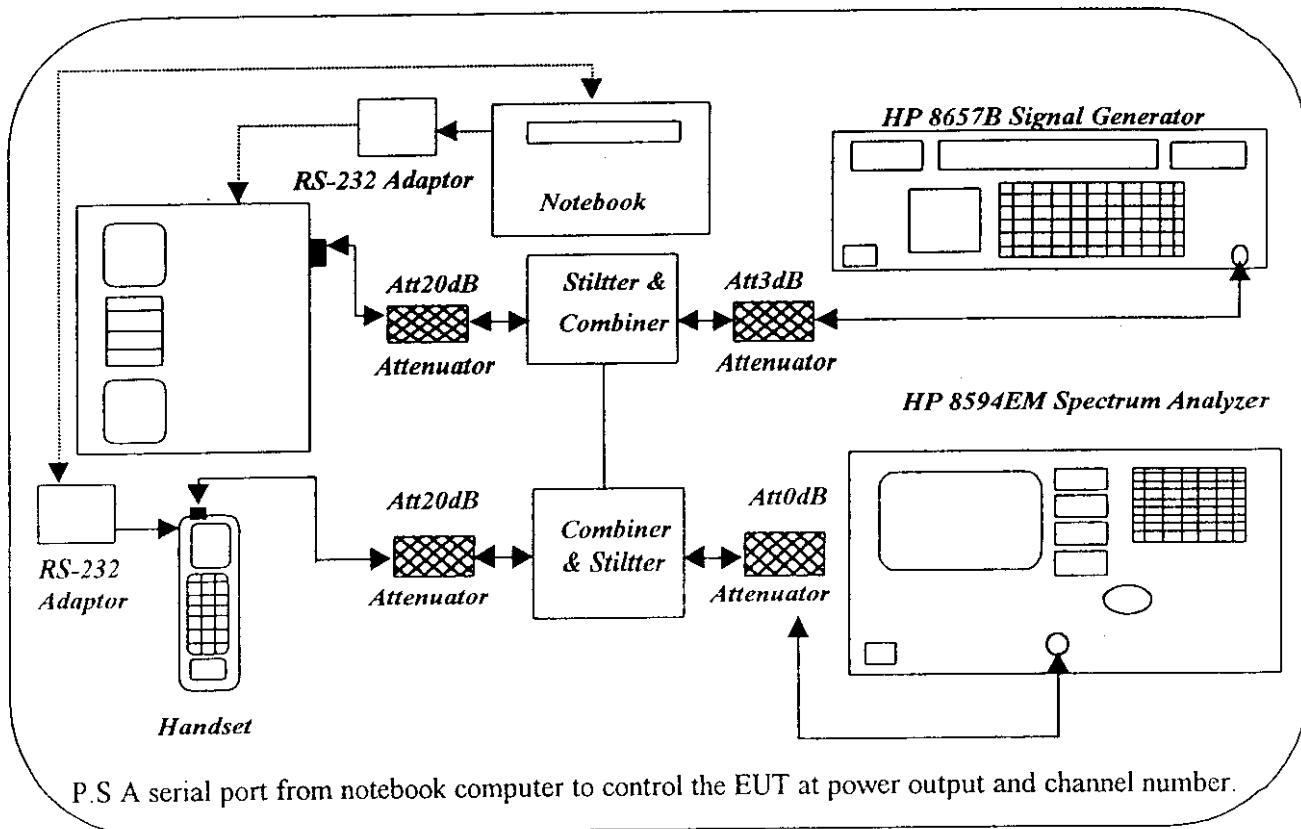 HP 8657B Signal Generator
RS-232 Adaptor
Notebook
Att20dB
Attenuator
Stiltter &
Combiner
Att3dB
Attenuator
HP 8594EM Spectrum Analyzer
RS-232
Adaptor
Handset
Att20dB
Attenuator
Combiner
& Stiltter
Att0dB
Attenuator
P.S A serial port from notebook computer to control the EUT at power output and channel number.